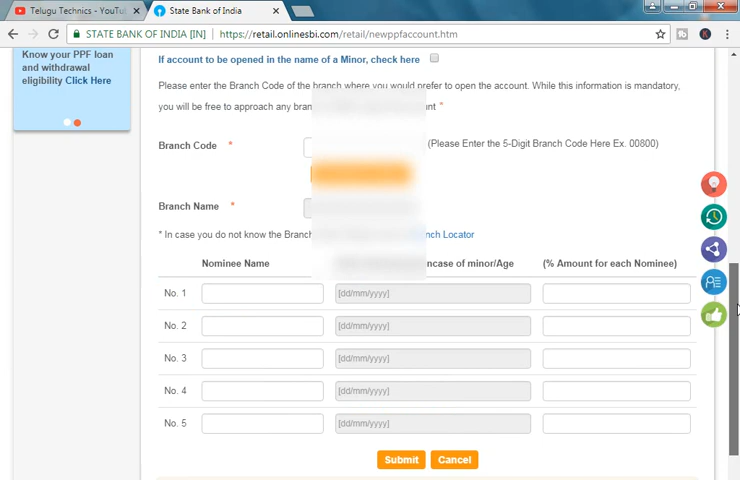 Telugu Technics - YouTu
State Bank of India
STATE BANK OF INDIA [IN]
https://retail.onlinesbi.com/retail/newppfaccount.htm
Know your PPF loan
and withdrawal
eligibility Click Here
If account to be opened in the name of a Minor, check here
Please enter the Branch Code of the branch where you would prefer to open the account. While this information is mandatory,
you will be free to approach any bran nt *
Branch Code * (Please Enter the 5-Digit Branch Code Here Ex. 00800)
Branch Name *
* In case you do not know the Branch nch Locator
Nominee Name ncase of minor/Age (% Amount for each Nominee)
No. 1 [dd/mm/yyyy]
No. 2 [dd/mm/yyyy]
No. 3 [dd/mm/yyyy]
No. 4 [dd/mm/yyyy]
No. 5 [dd/mm/yyyy]
Submit Cancel